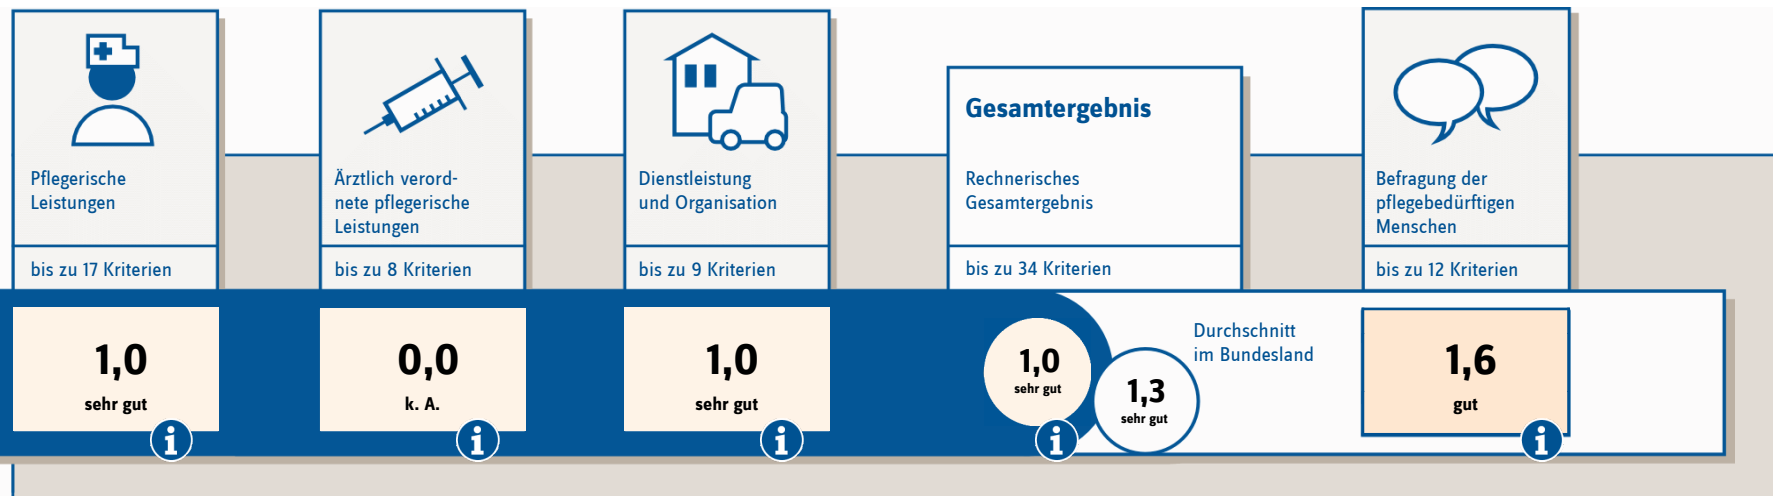 Pflegerische
Leistungen
bis zu 17 Kriterien
1,0
sehr gut
i
Ärztlich verord-
nete pflegerische
Leistungen
bis zu 8 Kriterien
0,0
k. A.
i
Dienstleistung
und Organisation
bis zu 9 Kriterien
1,0
sehr gut
i
Gesamtergebnis
Rechnerisches
Gesamtergebnis
bis zu 34 Kriterien
1,0
sehr gut
i
1,3
sehr gut
Durchschnitt
im Bundesland
Befragung der
pflegebedürftigen
Menschen
bis zu 12 Kriterien
1,6
gut
i